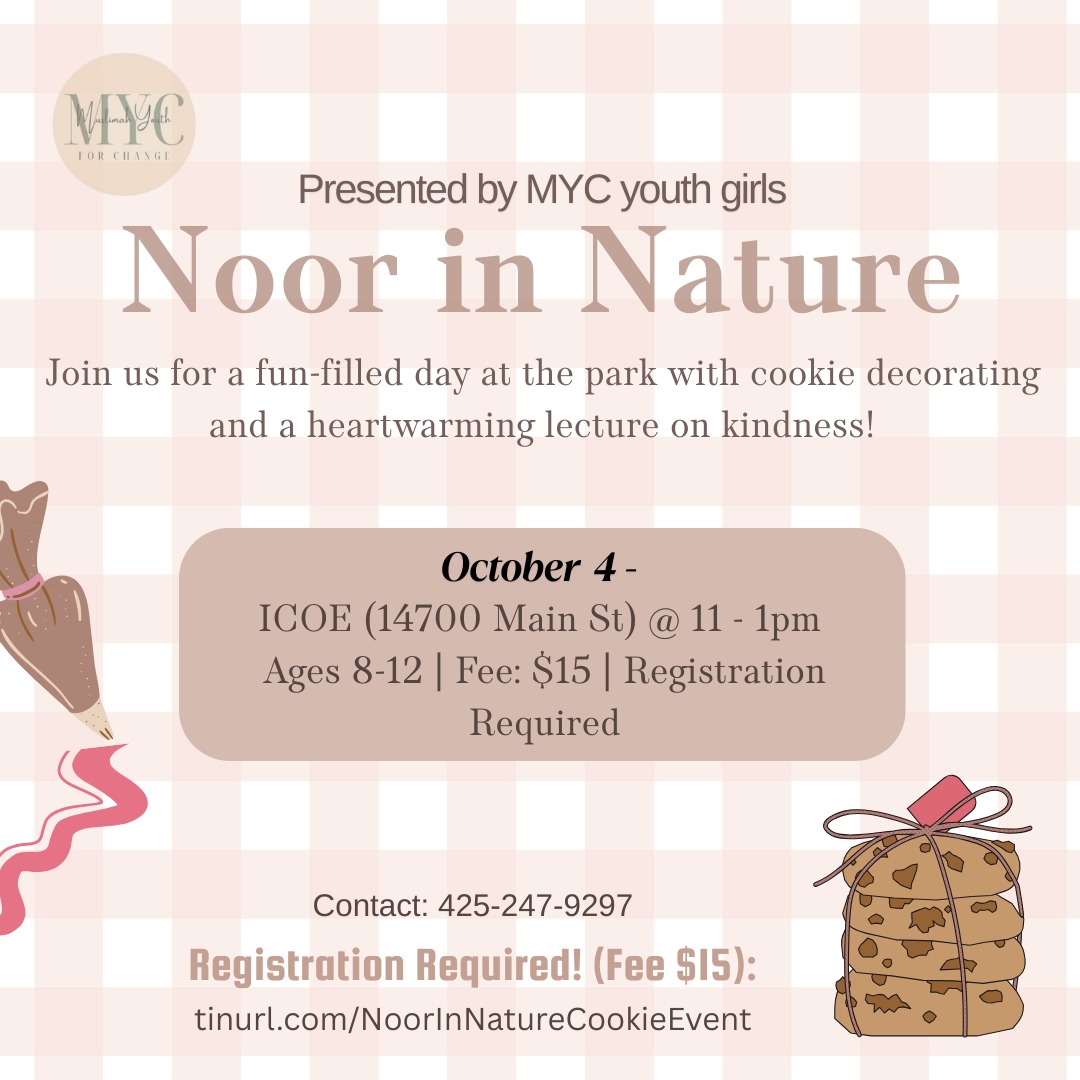 MYC
Muslimah Youth
FOR CHANGE
Presented by MYC youth girls
Noor in Nature
Join us for a fun-filled day at the park with cookie decorating
and a heartwarming lecture on kindness!
October 4 -
ICOE (14700 Main St) @ 11 - 1pm
Ages 8-12 | Fee: $15 | Registration
Required
Contact: 425-247-9297
Registration Required! (Fee $15):
tinurl.com/NoorInNatureCookieEvent